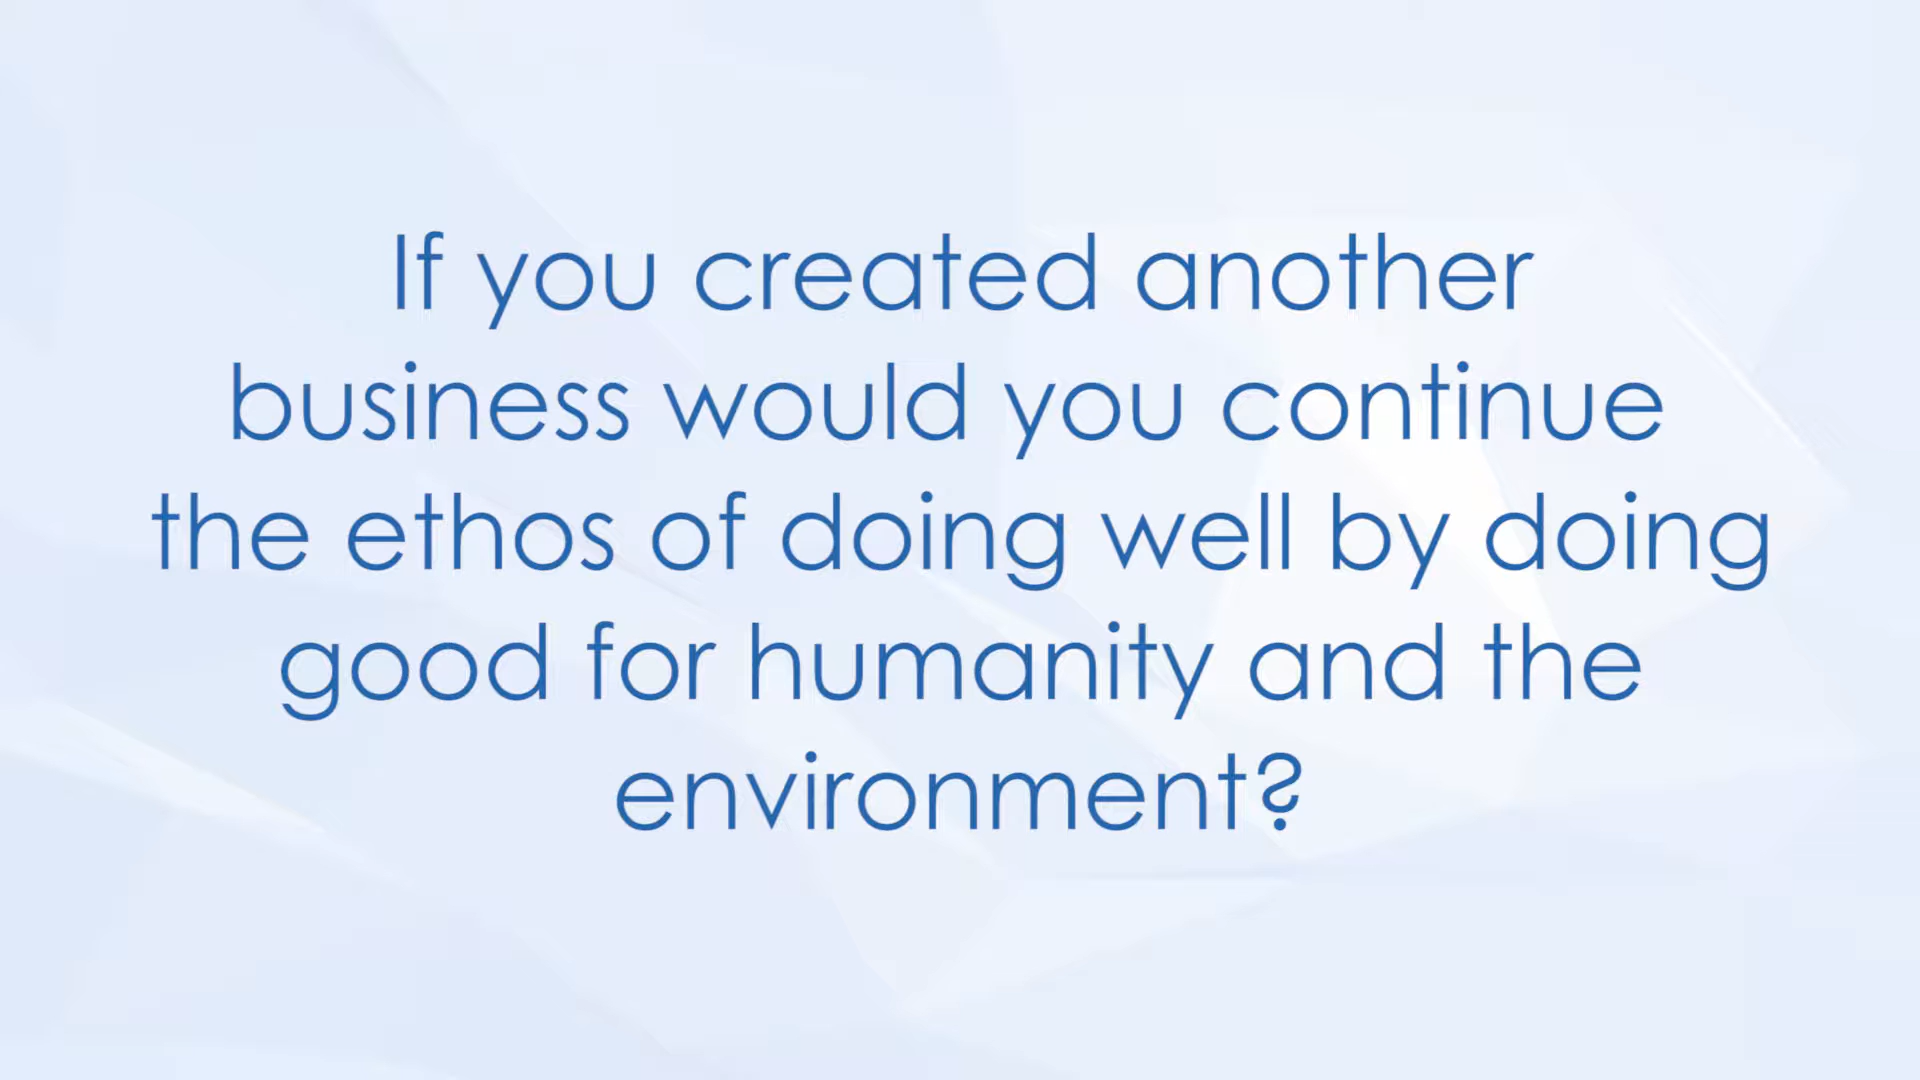 If you created another
business would you continue
the ethos of doing well by doing
good for humanity and the
environment?